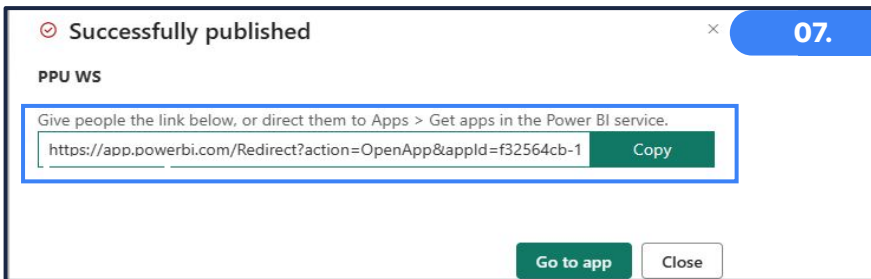 Successfully published
07.
PPU WS
Give people the link below, or direct them to Apps > Get apps in the Power BI service.
https://app.powerbi.com/Redirect?action=OpenApp&appId=f32564cb-1
Copy
Go to app
Close